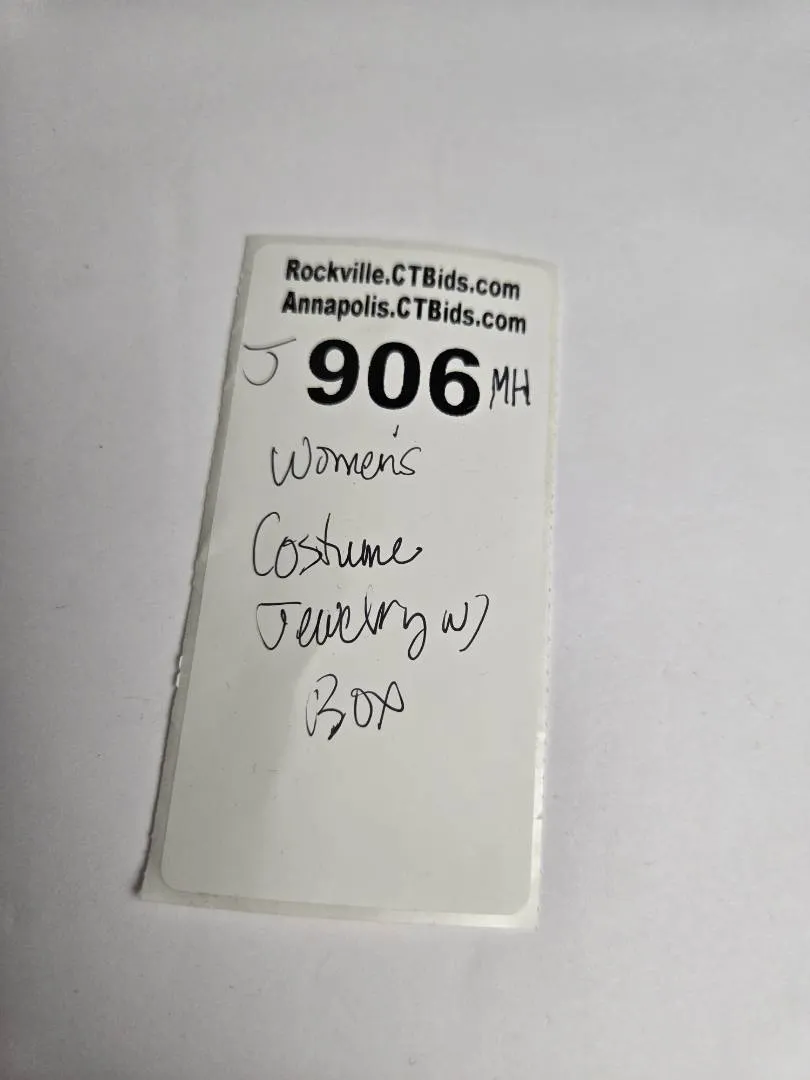 Rockville.CTBids.com
Annapolis.CTBids.com
J 906 MH
Women's
Costume
Jewelry w/
Box